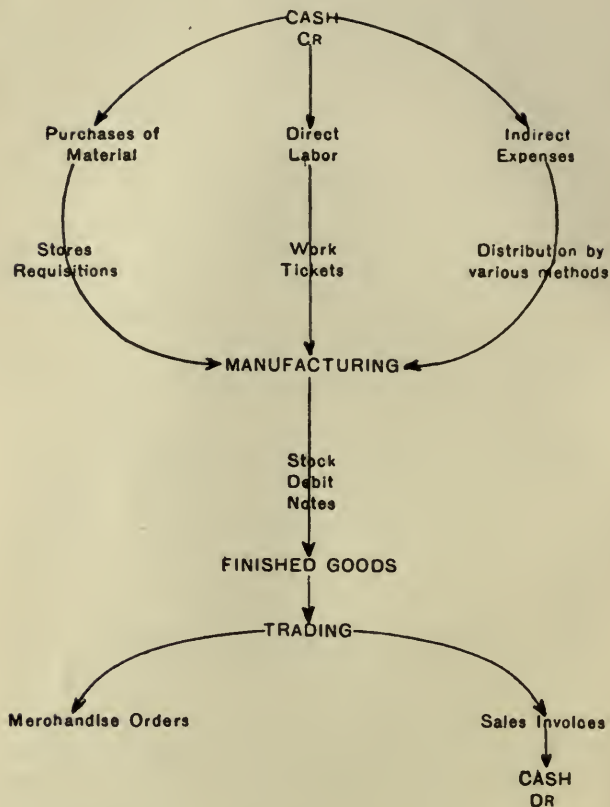 CASH
CR
Purchases of
Material
Direct
Labor
Indirect
Expenses
Stores
Requisitions
Work
Tickets
Distribution by
various methods
MANUFACTURING
Stock
Debit
Notes
FINISHED GOODS
TRADING
Merchandise Orders
Sales Invoices
CASH
DR